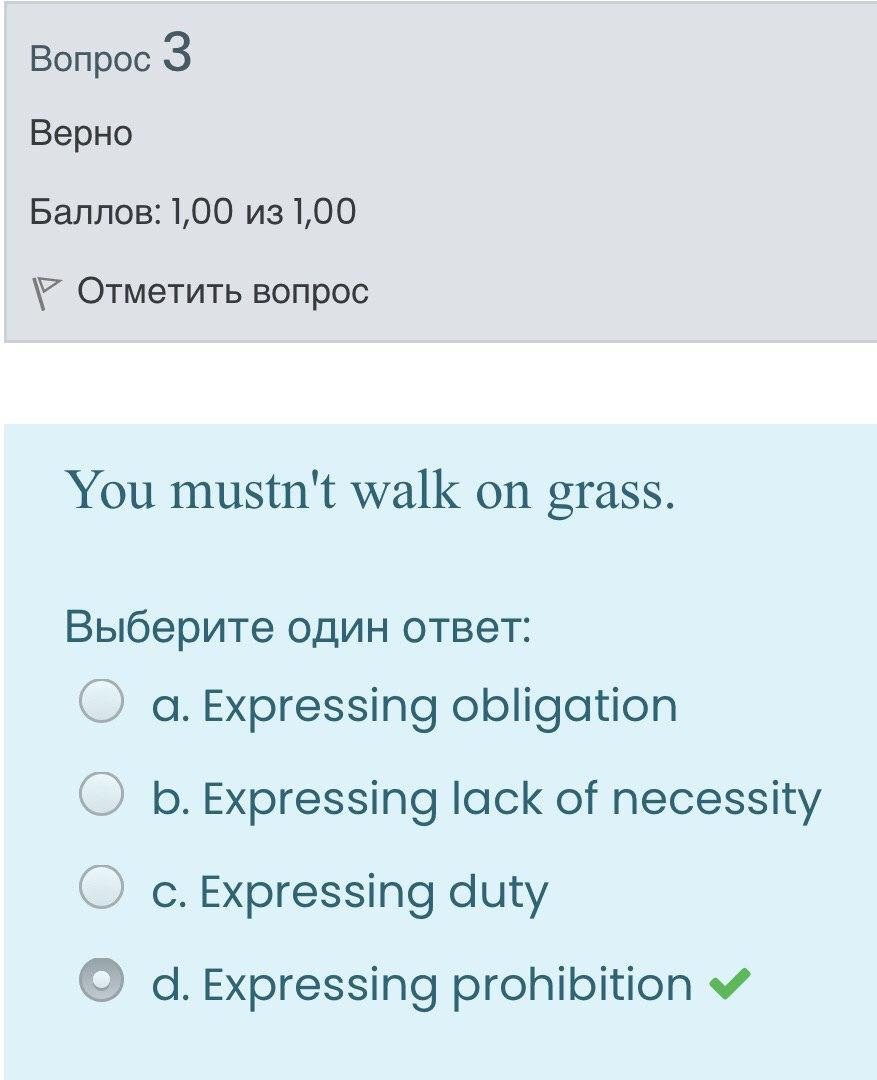 Вопрос 3
Верно
Баллов: 1,00 из 1,00
Отметить вопрос
You mustn't walk on grass.
Выберите один ответ:
a. Expressing obligation
b. Expressing lack of necessity
c. Expressing duty
d. Expressing prohibition